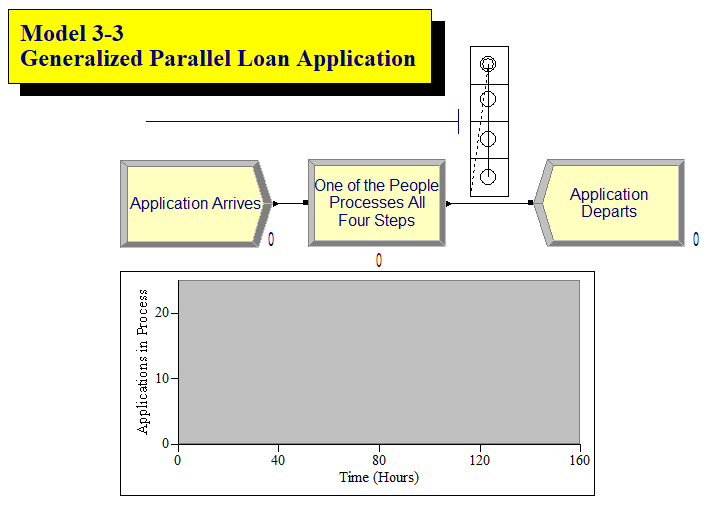 Model 3-3
Generalized Parallel Loan Application
Application Arrives
0
One of the People
Processes All
Four Steps
0
Application
Departs
0
Applications in Process
20
10
0
0 40 80 120 160
Time (Hours)